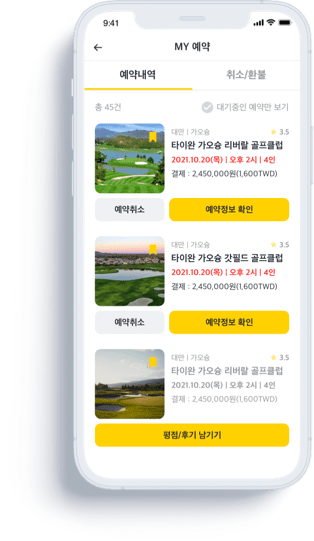 9:41
MY 예약
예약내역
취소/환불
총 45건
대기중인 예약만 보기
대만 | 가오슝
3.5
타이완 가오슝 리버랄 골프클럽
2021.10.20(목) | 오후 2시 | 4인
결제 : 2,450,000원(1,600TWD)
예약취소
예약정보 확인
대만 | 가오슝
3.5
타이완 가오슝 갓필드 골프클럽
2021.10.20(목) | 오후 2시 | 4인
결제 : 2,450,000원(1,600TWD)
예약취소
예약정보 확인
대만 | 가오슝
3.5
타이완 가오슝 리버랄 골프클럽
2021.10.20(목) | 오후 2시 | 4인
결제 : 2,450,000원(1,600TWD)
평점/후기 남기기